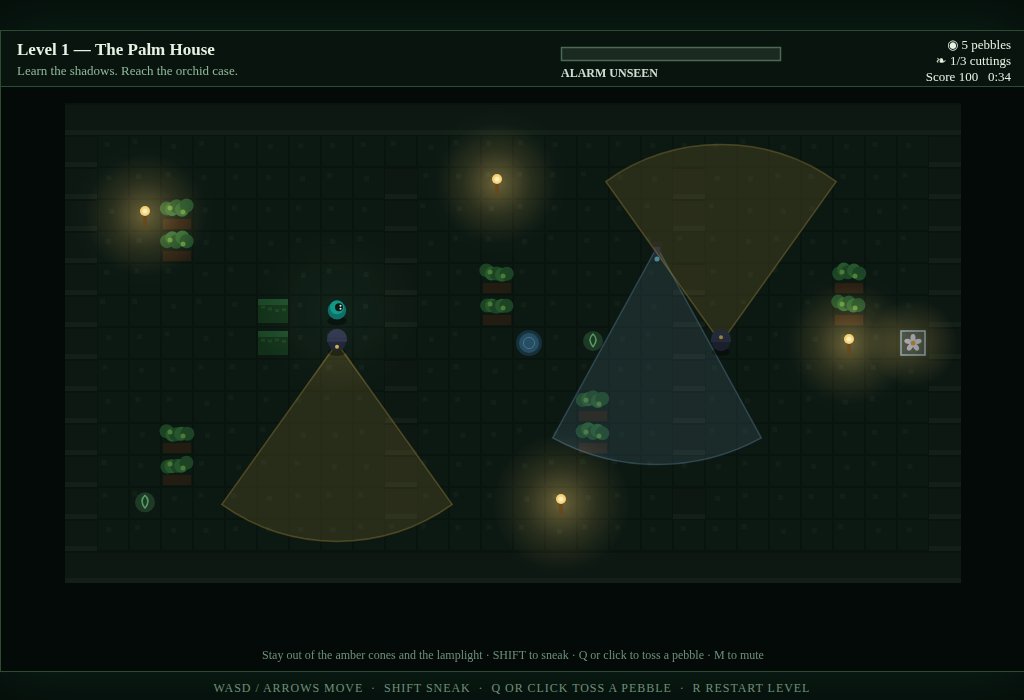 Level 1 — The Palm House
Learn the shadows. Reach the orchid case.
ALARM UNSEEN
◉ 5 pebbles
❧ 1/3 cuttings
Score 100 0:34
Stay out of the amber cones and the lamplight · SHIFT to sneak · Q or click to toss a pebble · M to mute
WASD / ARROWS MOVE · SHIFT SNEAK · Q OR CLICK TOSS A PEBBLE · R RESTART LEVEL